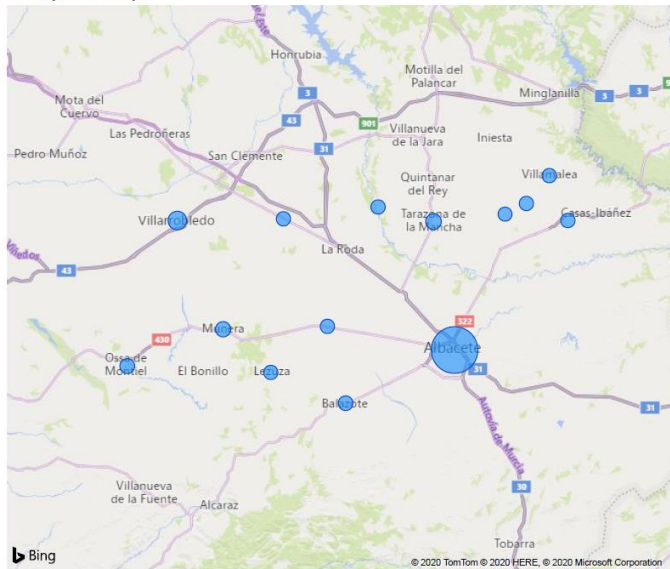 Honrubia
Motilla del
Palancar
Minglanilla
3
3
3
Mota del
Cuervo
43
901
Las Pedroñeras
31
Villanueva
de la Jara
Iniesta
Pedro Muñoz
San Clemente
Quintanar
del Rey
Villamalea
Villarrobledo
Tarazona de
la Mancha
Casas-Ibáñez
La Roda
Viñedos
43
322
430
Munera
Albacete
Ossa de
Montiel
El Bonillo
Lezuza
31
Balazote
31
Autovía de Murcia
Villanueva
de la Fuente
Alcaraz
30
Tobarra
Bing
© 2020 TomTom © 2020 HERE, © 2020 Microsoft Corporation